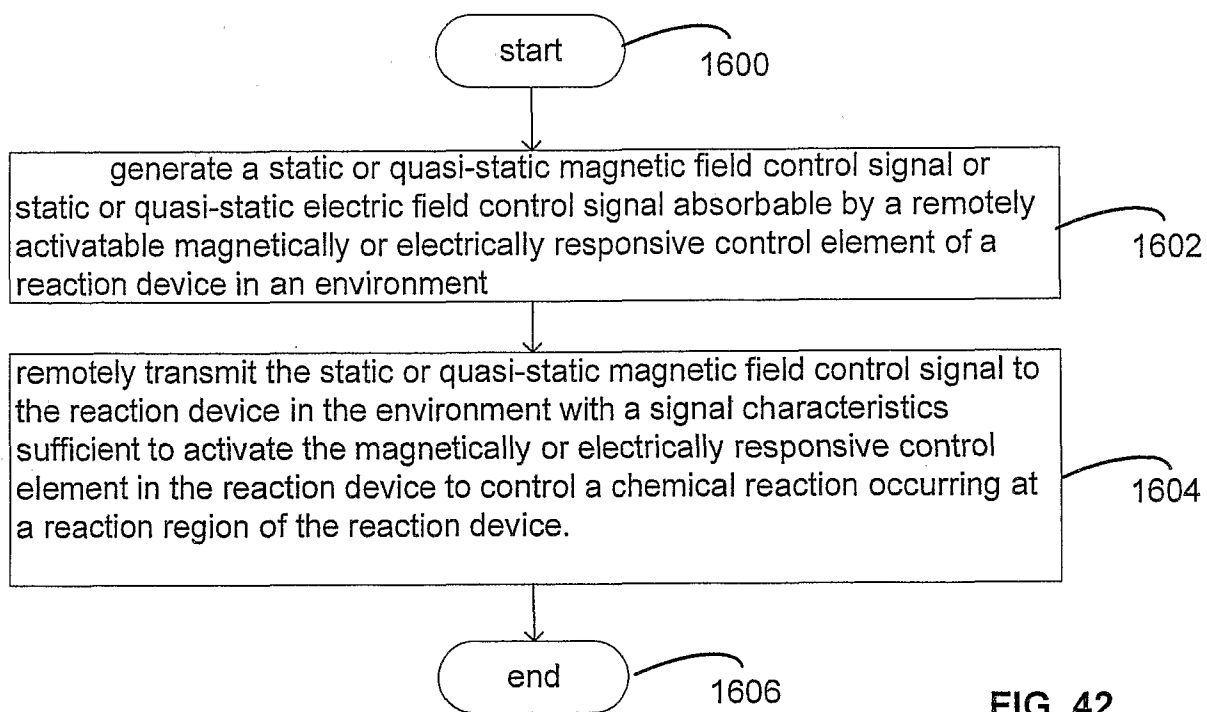 start
1600
generate a static or quasi-static magnetic field control signal or
static or quasi-static electric field control signal absorbable by a remotely
activatable magnetically or electrically responsive control element of a
reaction device in an environment
1602
remotely transmit the static or quasi-static magnetic field control signal to
the reaction device in the environment with a signal characteristics
sufficient to activate the magnetically or electrically responsive control
element in the reaction device to control a chemical reaction occurring at
a reaction region of the reaction device.
1604
end
1606
FIG. 42